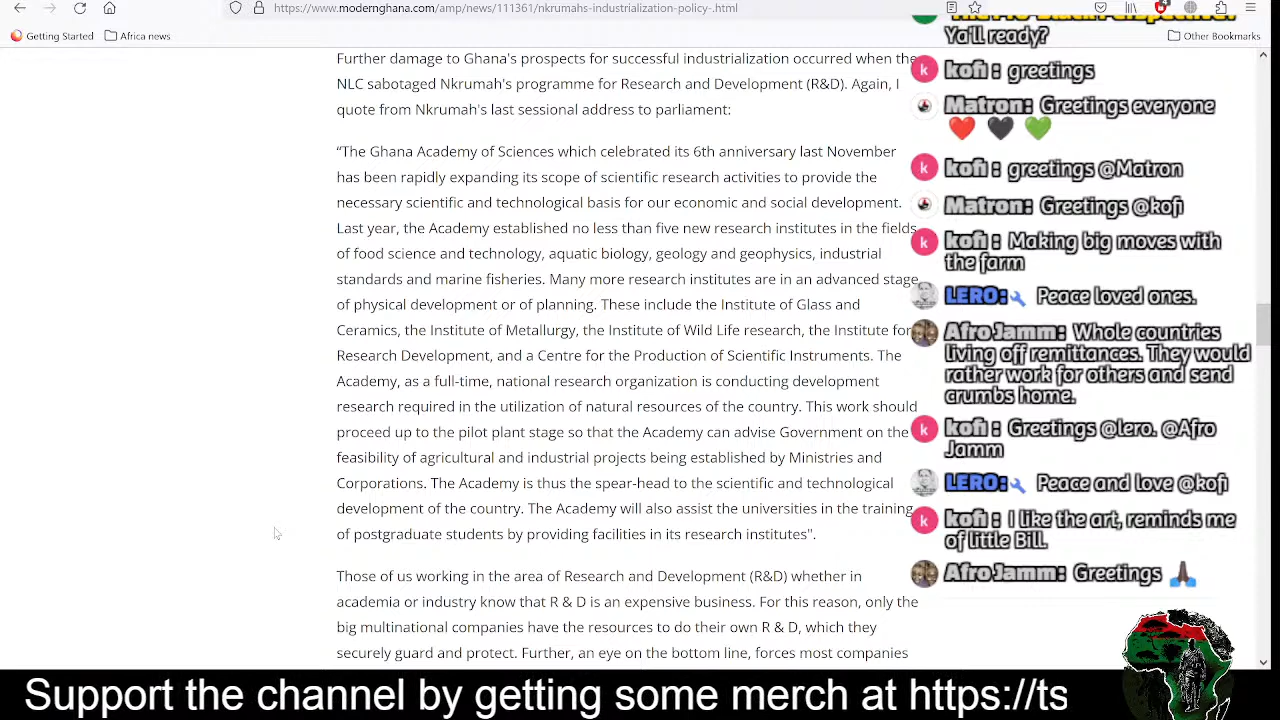 https://www.modernghana.com/amp/news/111361/nkrumahs-industrialization-policy-.html
Getting Started
Africa news
Other Bookmarks
Further damage to Ghana's prospects for successful industrialization occurred when the
NLC sabotaged Nkrumah's programme for Research and Development (R&D). Again, I
quote from Nkrumah's last sessional address to parliament:
“The Ghana Academy of Sciences which celebrated its 6th anniversary last November
has been rapidly expanding its scope of scientific research activities to provide the
necessary scientific and technological basis for our economic and social development.
Last year, the Academy established no less than five new research institutes in the fields
of food science and technology, aquatic biology, geology and geophysics, industrial
standards and marine fisheries. Many more research institutes are in an advanced stage
of physical development or of planning. These include the Institute of Glass and
Ceramics, the Institute of Metallurgy, the Institute of Wild Life research, the Institute for
Research Development, and a Centre for the Production of Scientific Instruments. The
Academy, as a full-time, national research organization is conducting development
research required in the utilization of natural resources of the country. This work should
proceed up to the pilot plant stage so that the Academy can advise Government on the
feasibility of agricultural and industrial projects being established by Ministries and
Corporations. The Academy is thus the spear-head to the scientific and technological
development of the country. The Academy will also assist the universities in the training
of postgraduate students by providing facilities in its research institutes".
Those of us working in the area of Research and Development (R&D) whether in
academia or industry know that R & D is an expensive business. For this reason, only the
big multinational companies have the resources to do their own R & D, which they
securely guard and protect. Further, an eye on the bottom line, forces most companies
The Pro-Black Perspective:
Ya'll ready?
k
kofi : greetings
Matron: Greetings everyone
❤️ 🖤 💚
k
kofi : greetings @Matron
Matron: Greetings @kofi
k
kofi : Making big moves with
the farm
LERO:🔧 Peace loved ones.
Afro Jamm: Whole countries
living off remittances. They would
rather work for others and send
crumbs home.
k
kofi : Greetings @lero. @Afro
Jamm
LERO:🔧 Peace and love @kofi
k
kofi : I like the art, reminds me
of little Bill.
Afro Jamm: Greetings 🙏🏿
Support the channel by getting some merch at https://ts